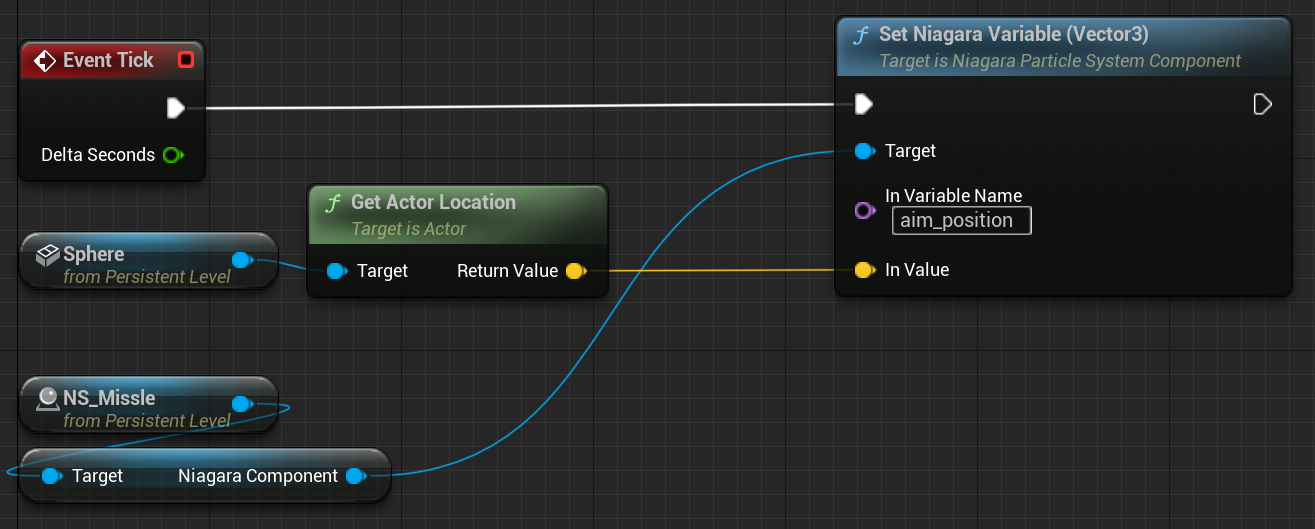 Event Tick
Delta Seconds
Sphere
from Persistent Level
f Get Actor Location
Target is Actor
Target Return Value
NS_Missle
from Persistent Level
Target Niagara Component
f Set Niagara Variable (Vector3)
Target is Niagara Particle System Component
Target
In Variable Name
aim_position
In Value